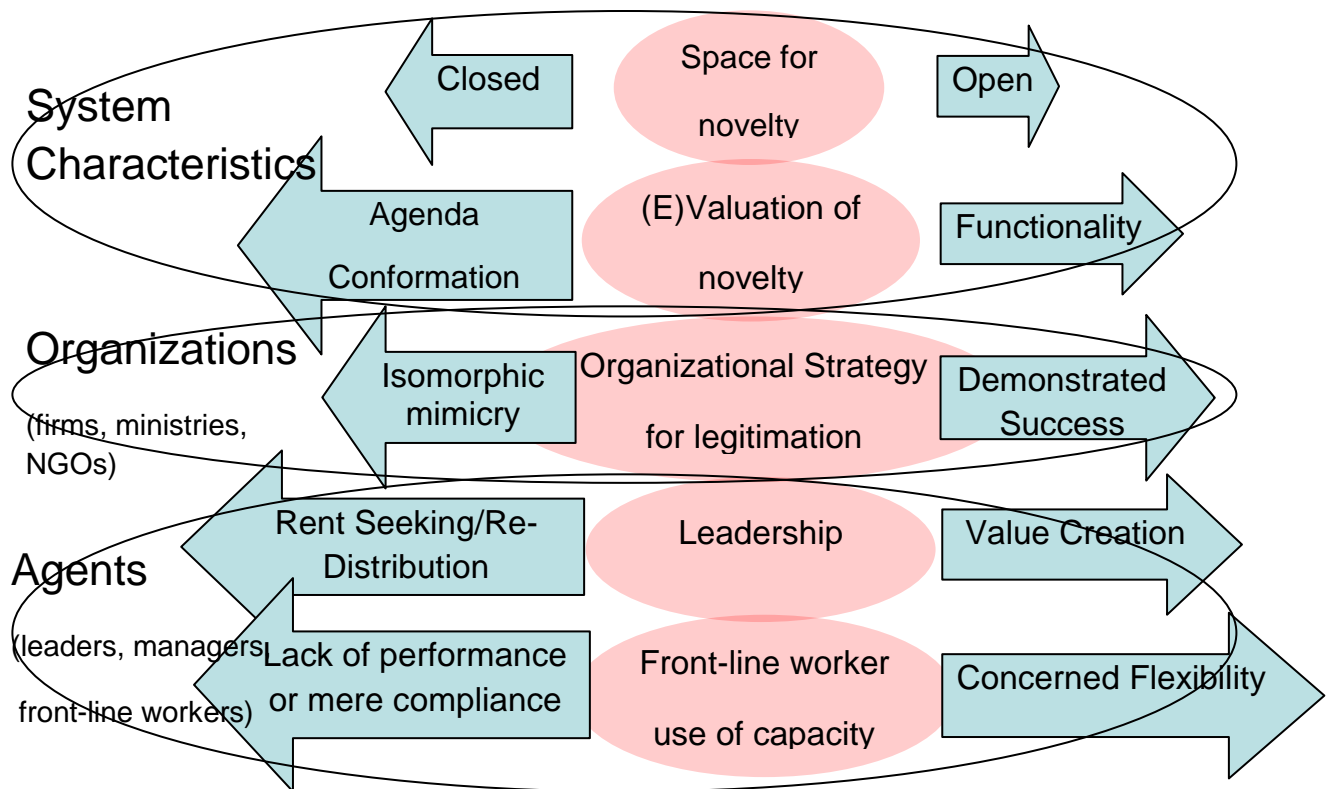 System
Characteristics
Closed
Space for
novelty
Open
Agenda
Conformation
(E)Valuation of
novelty
Functionality
Organizations
(firms, ministries,
NGOs)
Isomorphic
mimicry
Organizational Strategy
for legitimation
Demonstrated
Success
Agents
(leaders, managers,
front-line workers)
Rent Seeking/Re-
Distribution
Leadership
Value Creation
Lack of performance
or mere compliance
Front-line worker
use of capacity
Concerned Flexibility